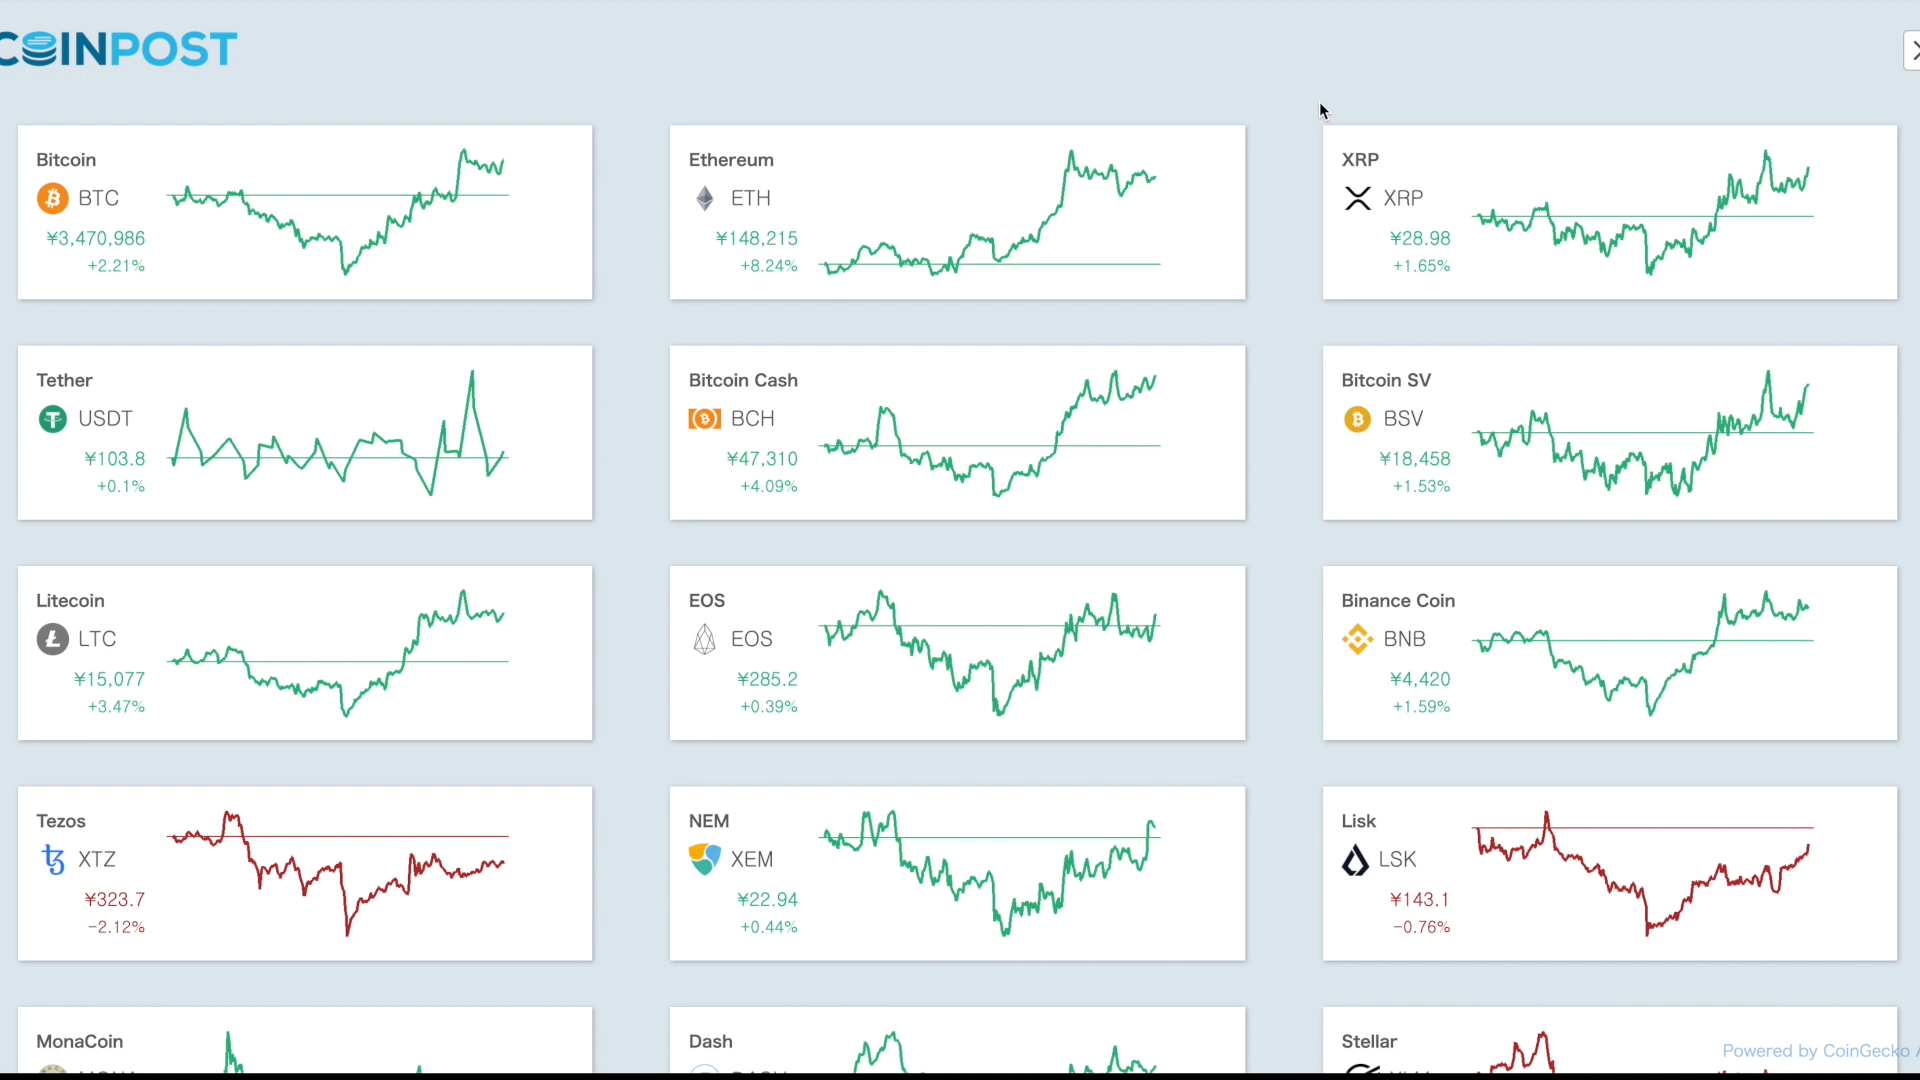 COINPOST
Bitcoin
BTC
¥3,470,986
+2.21%
Ethereum
ETH
¥148,215
+8.24%
XRP
XRP
¥28.98
+1.65%
Tether
USDT
¥103.8
+0.1%
Bitcoin Cash
BCH
¥47,310
+4.09%
Bitcoin SV
BSV
¥18,458
+1.53%
Litecoin
LTC
¥15,077
+3.47%
EOS
EOS
¥285.2
+0.39%
Binance Coin
BNB
¥4,420
+1.59%
Tezos
XTZ
¥323.7
−2.12%
NEM
XEM
¥22.94
+0.44%
Lisk
LSK
¥143.1
−0.76%
MonaCoin
Dash
Stellar
Powered by CoinGecko